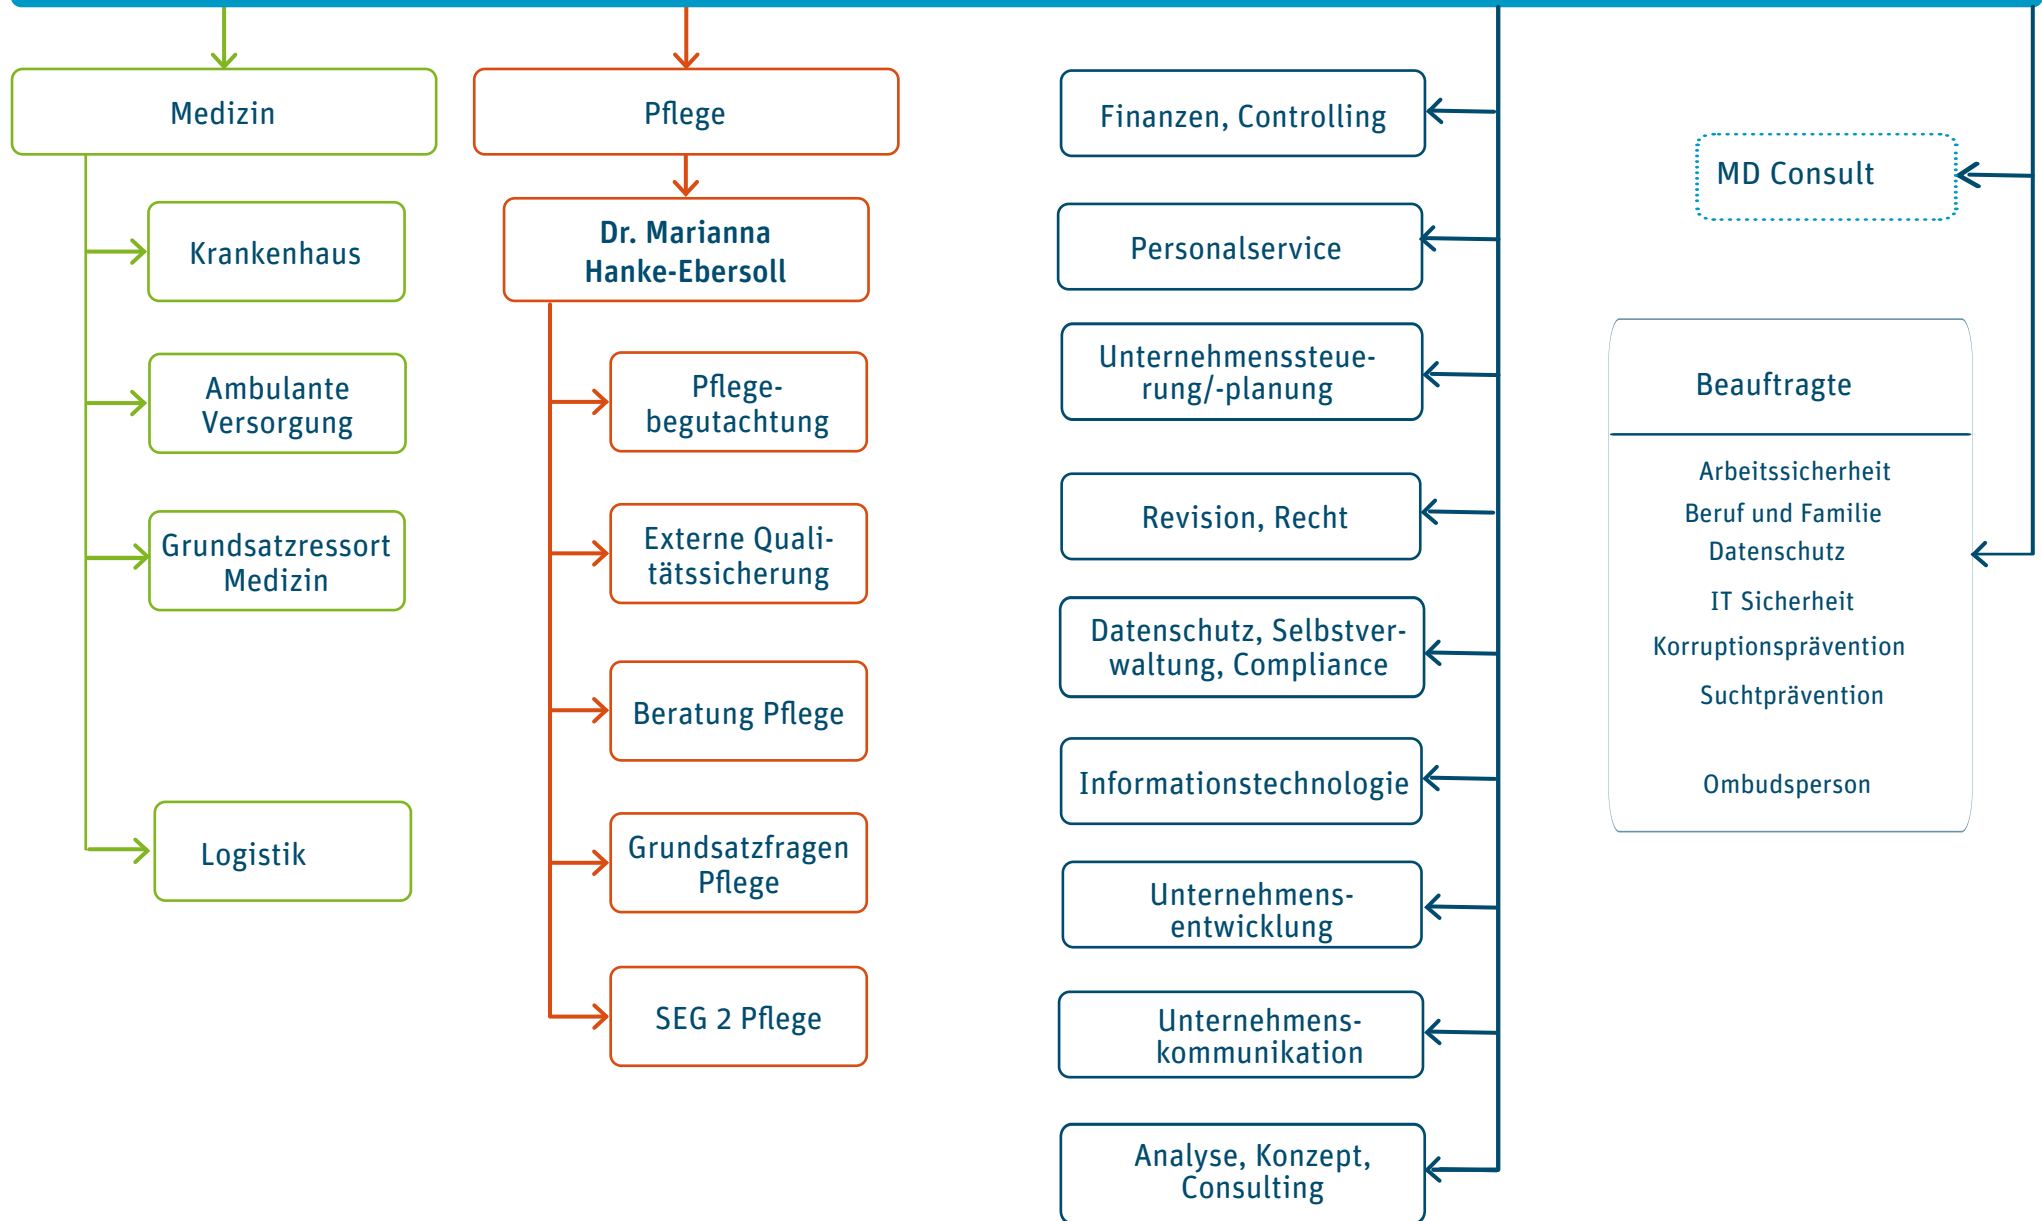 Medizin
Krankenhaus
Ambulante
Versorgung
Grundsatzressort
Medizin
Logistik
Pflege
Dr. Marianna
Hanke-Ebersoll
Pflege-
begutachtung
Externe Quali-
tätssicherung
Beratung Pflege
Grundsatzfragen
Pflege
SEG 2 Pflege
Finanzen, Controlling
Personalservice
Unternehmenssteue-
rung/-planung
Revision, Recht
Datenschutz, Selbstver-
waltung, Compliance
Informationstechnologie
Unternehmens-
entwicklung
Unternehmens-
kommunikation
Analyse, Konzept,
Consulting
MD Consult
Beauftragte
Arbeitssicherheit
Beruf und Familie
Datenschutz
IT Sicherheit
Korruptionsprävention
Suchtprävention
Ombudsperson